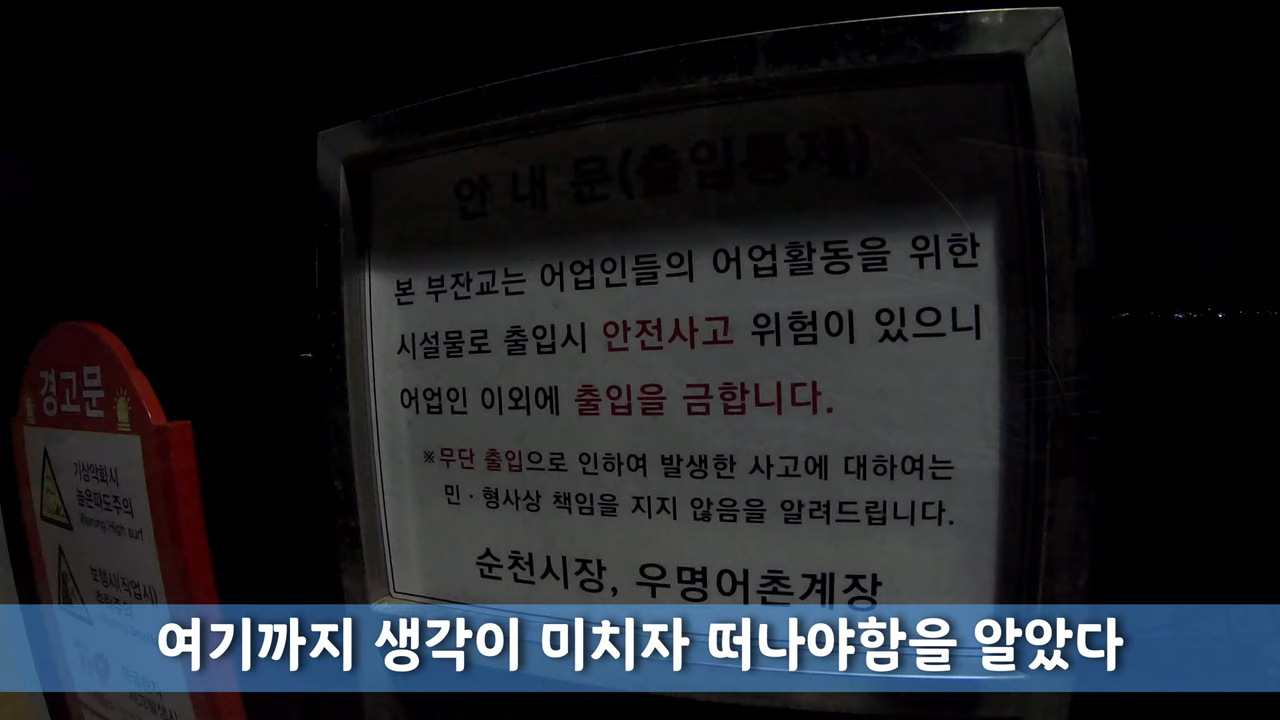 안 내 문(출입통제)
본 부잔교는 어업인들의 어업활동을 위한
시설물로 출입시 안전사고 위험이 있으니
어업인 이외에 출입을 금합니다.
※무단 출입으로 인하여 발생한 사고에 대하여는
민·형사상 책임을 지지 않음을 알려드립니다.
순천시장, 우명어촌계장
경고문
기상악화시
높은파도주의
Warning, High surf
보행시(작업시)
여기까지 생각이 미치자 떠나야함을 알았다